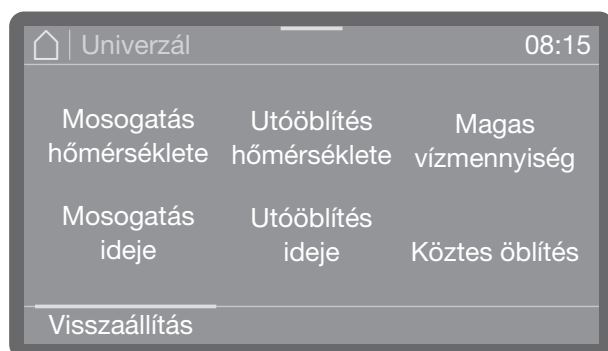 Univerzál 08:15
Mosogatás
hőmérséklete
Utóöblítés
hőmérséklete
Magas
vízmennyiség
Mosogatás
ideje
Utóöblítés
ideje
Köztes öblítés
Visszaállítás